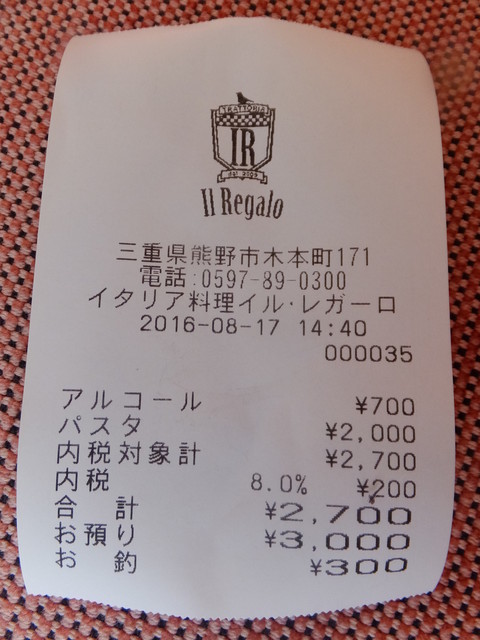 TRATTORIA
IR
Il Regalo
三重県熊野市木本町171
電話:0597-89-0300
イタリア料理イル・レガーロ
2016-08-17 14:40
000035
アルコール ¥700
パスタ ¥2,000
内税対象計 ¥2,700
内税 8.0% ¥200
合 計 ¥2,700
お預り ¥3,000
お 釣 ¥300